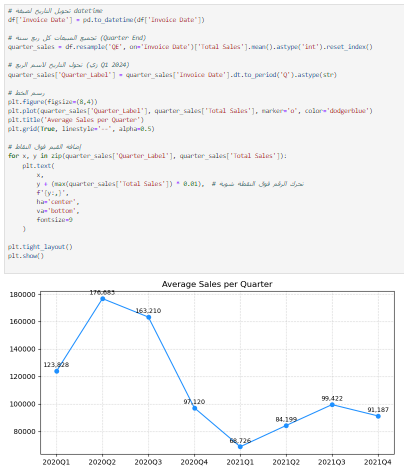 # تحويل التاريخ لصيغة datetime
df['Invoice Date'] = pd.to_datetime(df['Invoice Date'])
# تجميع المبيعات كل ربع سنة (Quarter End)
quarter_sales = df.resample('QE', on='Invoice Date')['Total Sales'].mean().astype('int').reset_index()
# تحول التاريخ لاسم الربع (زي Q1 2024)
quarter_sales['Quarter_Label'] = quarter_sales['Invoice Date'].dt.to_period('Q').astype(str)
# رسم الخط
plt.figure(figsize=(8,4))
plt.plot(quarter_sales['Quarter_Label'], quarter_sales['Total Sales'], marker='o', color='dodgerblue')
plt.title('Average Sales per Quarter')
plt.grid(True, linestyle='--', alpha=0.5)
# إضافة القيم فوق النقاط
for x, y in zip(quarter_sales['Quarter_Label'], quarter_sales['Total Sales']):
plt.text(
x,
y + (max(quarter_sales['Total Sales']) * 0.01), # نحرك الرقم فوق النقطة شوية
f'{y:,}',
ha='center',
va='bottom',
fontsize=9
)
plt.tight_layout()
plt.show()
Average Sales per Quarter
180000
160000
140000
120000
100000
80000
123,828
176,683
163,210
97,120
68,726
84,199
99,422
91,187
2020Q1 2020Q2 2020Q3 2020Q4 2021Q1 2021Q2 2021Q3 2021Q4